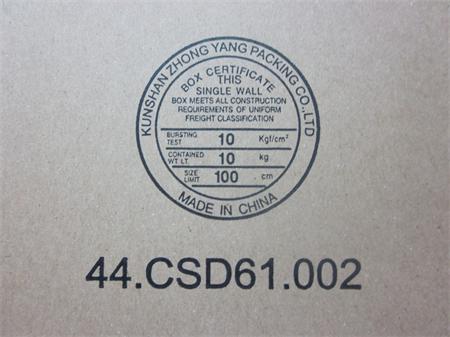 KUNSHAN ZHONG YANG PACKING CO.,LTD
BOX CERTIFICATE
THIS
SINGLE WALL
BOX MEETS ALL CONSTRUCTION
REQUIREMENTS OF UNIFORM
FREIGHT CLASSIFICATION
BURSTING TEST 10 Kgf/cm²
CONTAINED WT LT. 10 kg
SIZE LIMIT 100 cm
MADE IN CHINA
44.CSD61.002